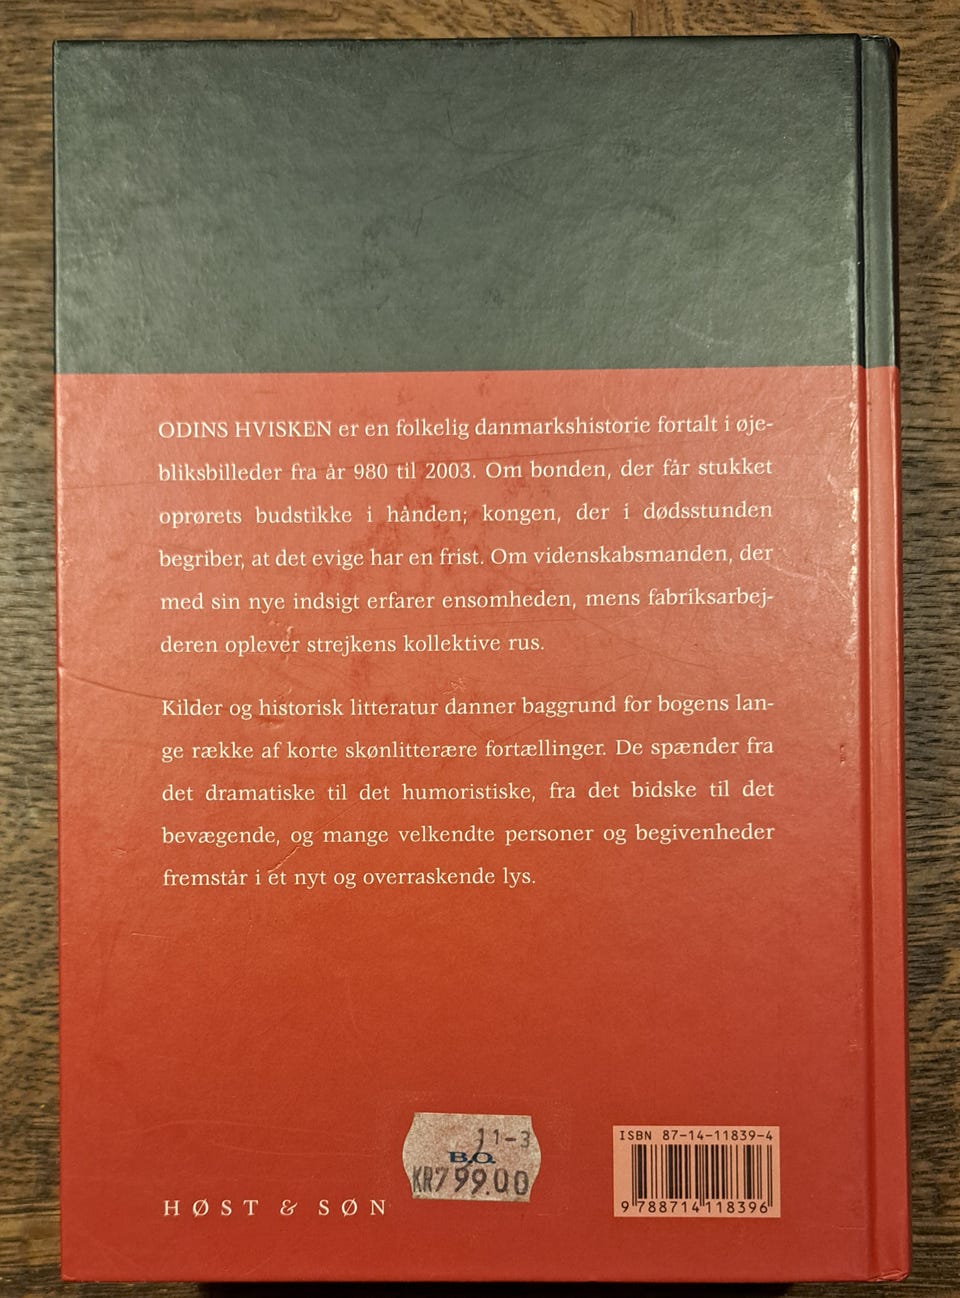 ODINS HVISKEN er en folkelig danmarkshistorie fortalt i øje-
bliksbilleder fra år 980 til 2003. Om bonden, der får stukket
oprørets budstikke i hånden; kongen, der i dødsstunden
begriber, at det evige har en frist. Om videnskabsmanden, der
med sin nye indsigt erfarer ensomheden, mens fabriksarbej-
deren oplever strejkens kollektive rus.
Kilder og historisk litteratur danner baggrund for bogens lan-
ge række af korte skønlitterære fortællinger. De spænder fra
det dramatiske til det humoristiske, fra det bidske til det
bevægende, og mange velkendte personer og begivenheder
fremstår i et nyt og overraskende lys.
11-3
B.O.
KR799.00
HØST & SØN
ISBN 87-14-11839-4
9 788714 118396